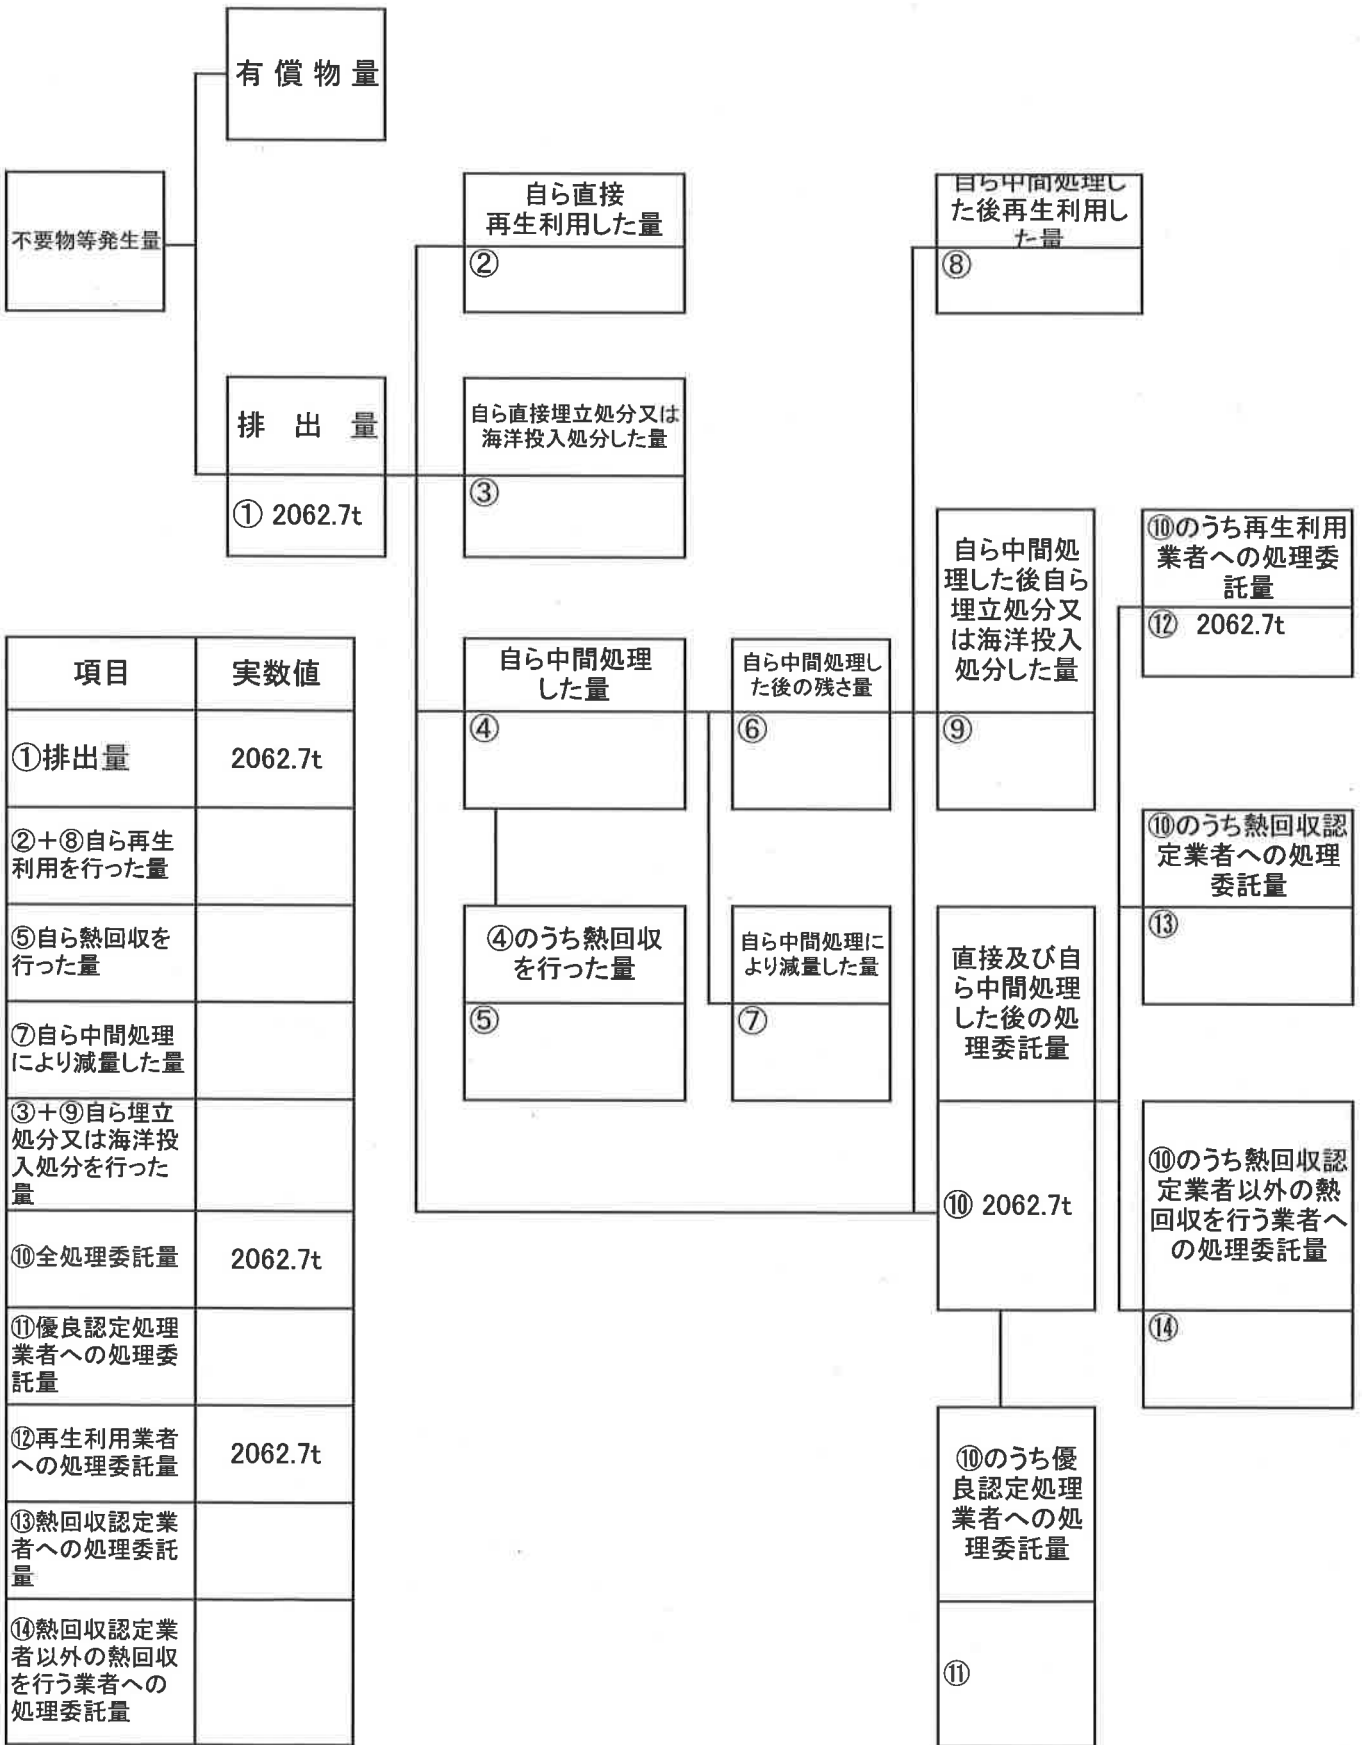 有償物量
不要物等発生量
自ら直接
再生利用した量
②
自ら中間処理し
た後再生利用し
た量
⑧
排出量
① 2062.7t
自ら直接埋立処分又は
海洋投入処分した量
③
自ら中間処理
した量
④
自ら中間処理し
た後の残さ量
⑥
自ら中間処
理した後自ら
埋立処分又
は海洋投入
処分した量
⑨
⑩のうち再生利用
業者への処理委
託量
⑫ 2062.7t
⑩のうち熱回収認
定業者への処理
委託量
⑬
④のうち熱回収
を行った量
⑤
自ら中間処理に
より減量した量
⑦
直接及び自
ら中間処理
した後の処
理委託量
⑩ 2062.7t
⑩のうち熱回収認
定業者以外の熱
回収を行う業者へ
の処理委託量
⑭
⑩のうち優
良認定処理
業者への処
理委託量
⑪
項目 実数値
①排出量 2062.7t
②＋⑧自ら再生
利用を行った量
⑤自ら熱回収を
行った量
⑦自ら中間処理
により減量した量
③＋⑨自ら埋立
処分又は海洋投
入処分を行った
量
⑩全処理委託量 2062.7t
⑪優良認定処理
業者への処理委
託量
⑫再生利用業者
への処理委託量 2062.7t
⑬熱回収認定業
者への処理委託
量
⑭熱回収認定業
者以外の熱回収
を行う業者への
処理委託量